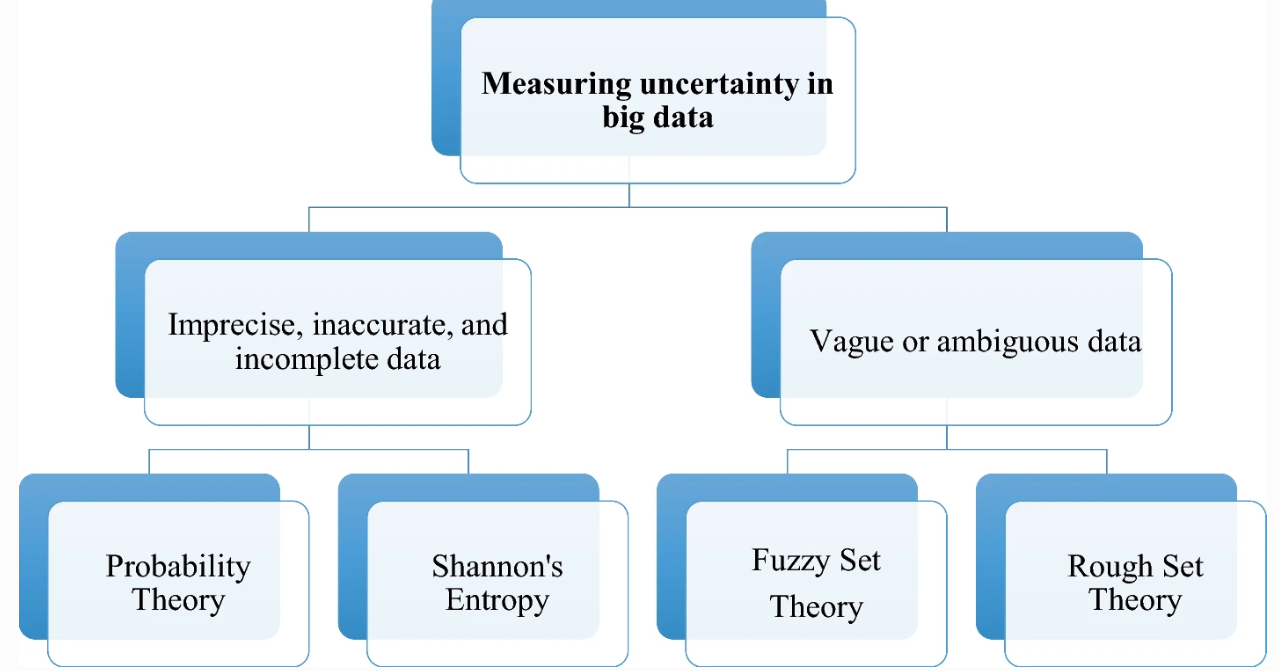 Measuring uncertainty in
big data
Imprecise, inaccurate, and
incomplete data
Vague or ambiguous data
Probability
Theory
Shannon's
Entropy
Fuzzy Set
Theory
Rough Set
Theory